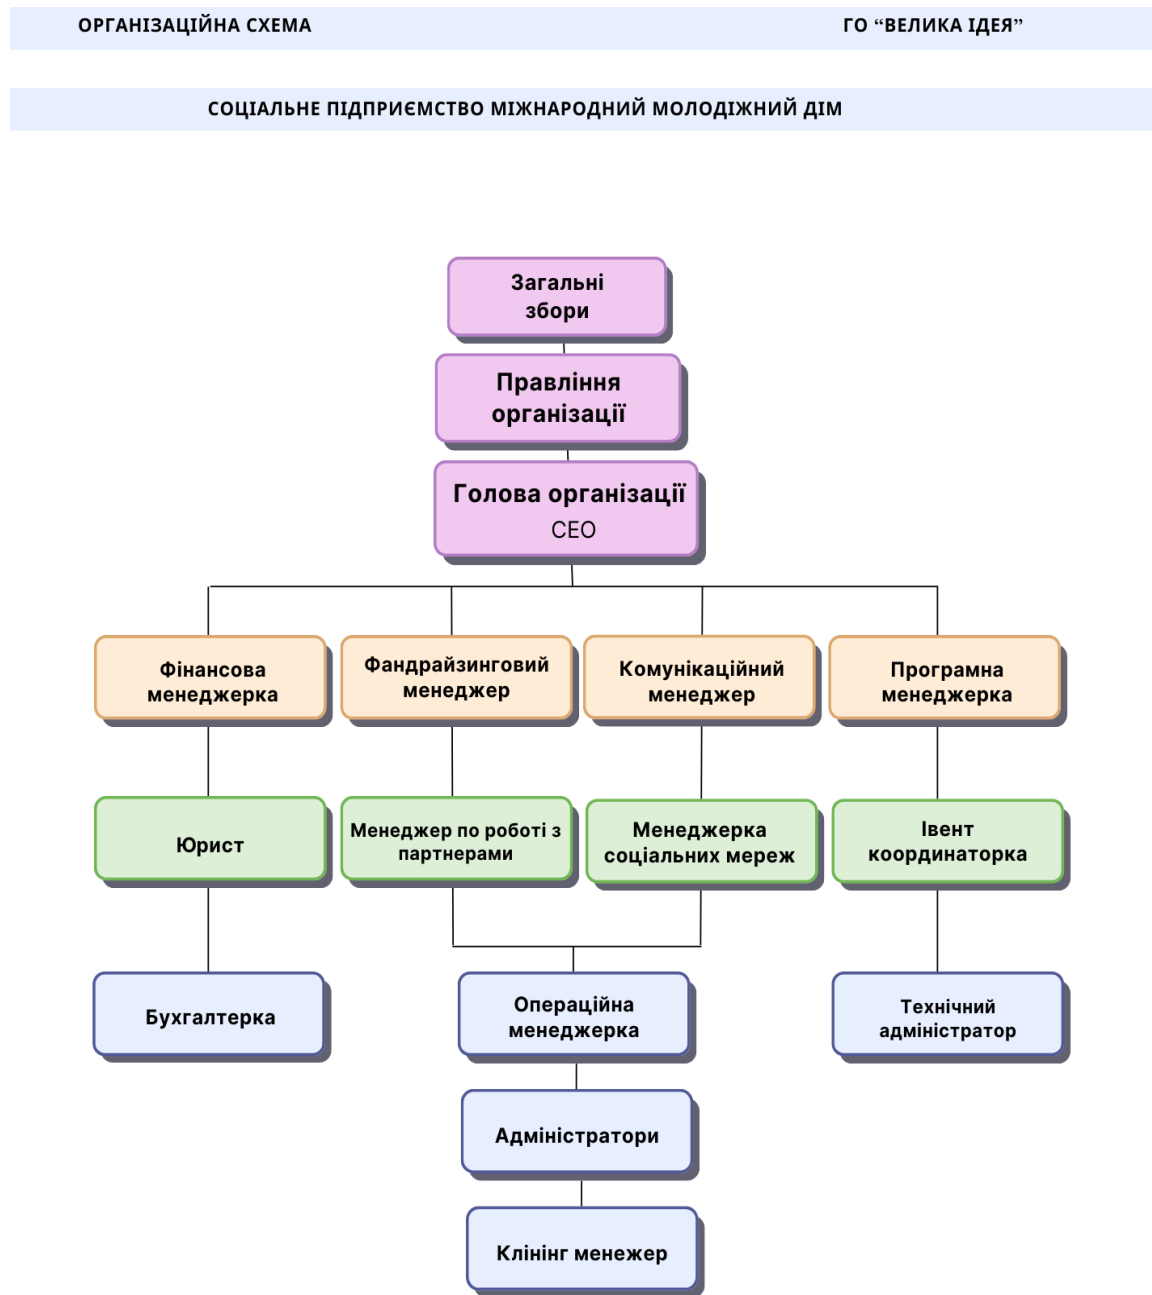 ОРГАНІЗАЦІЙНА СХЕМА
ГО “ВЕЛИКА ІДЕЯ”
СОЦІАЛЬНЕ ПІДПРИЄМСТВО МІЖНАРОДНИЙ МОЛОДІЖНИЙ ДІМ
Загальні
збори
Правління
організації
Голова організації
CEO
Фінансова
менеджерка
Фандрайзинговий
менеджер
Комунікаційний
менеджер
Програмна
менеджерка
Юрист
Менеджер по роботі з
партнерами
Менеджерка
соціальних мереж
Івент
координаторка
Бухгалтерка
Операційна
менеджерка
Технічний
адміністратор
Адміністратори
Клінінг менежер